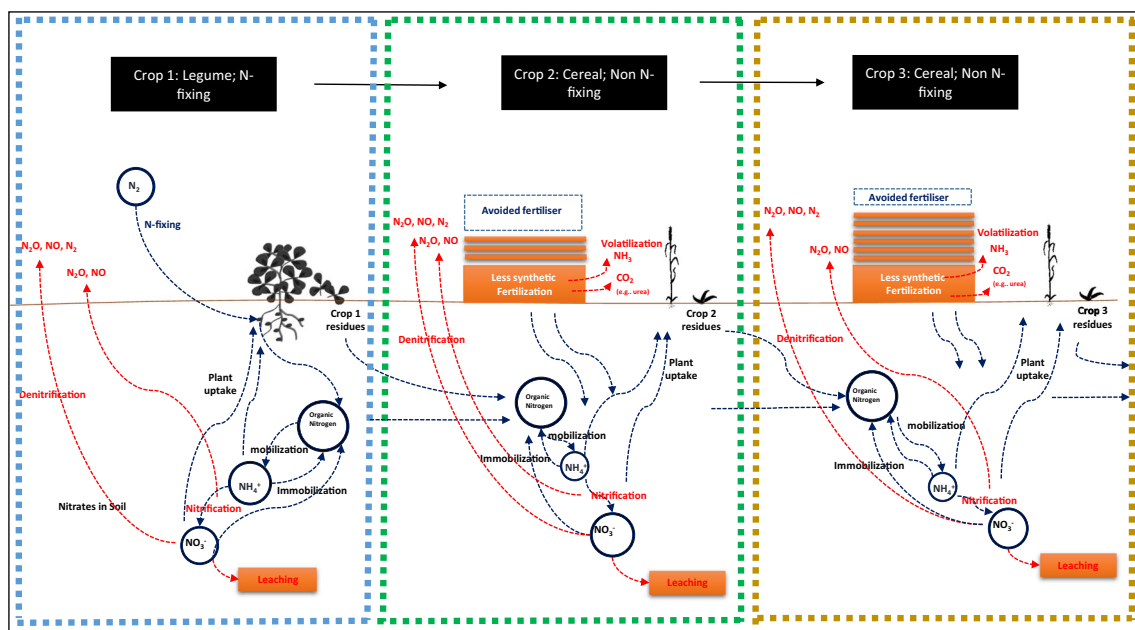 Crop 1: Legume; N-
fixing
Crop 2: Cereal; Non N-
fixing
Crop 3: Cereal; Non N-
fixing
N₂
N-fixing
N₂O, NO, N₂
N₂O, NO
Crop 1
residues
Plant
uptake
Denitrification
Organic
Nitrogen
mobilization
NH₄⁺
Immobilization
Nitrates in Soil
Nitrification
NO₃⁻
Leaching
Avoided fertiliser
N₂O, NO, N₂
N₂O, NO
Volatilization
NH₃
CO₂
(e.g.. urea)
Less synthetic
Fertilization
Crop 2
residues
Denitrification
Plant
uptake
Organic
Nitrogen
mobilization
Immobilization
NH₄⁺
Nitrification
NO₃⁻
Leaching
Avoided fertiliser
N₂O, NO, N₂
N₂O, NO
Volatilization
NH₃
CO₂
(e.g.. urea)
Less synthetic
Fertilization
Crop 3
residues
Denitrification
Plant
uptake
Organic
Nitrogen
mobilization
Immobilization
NH₄⁺
Nitrification
NO₃⁻
Leaching